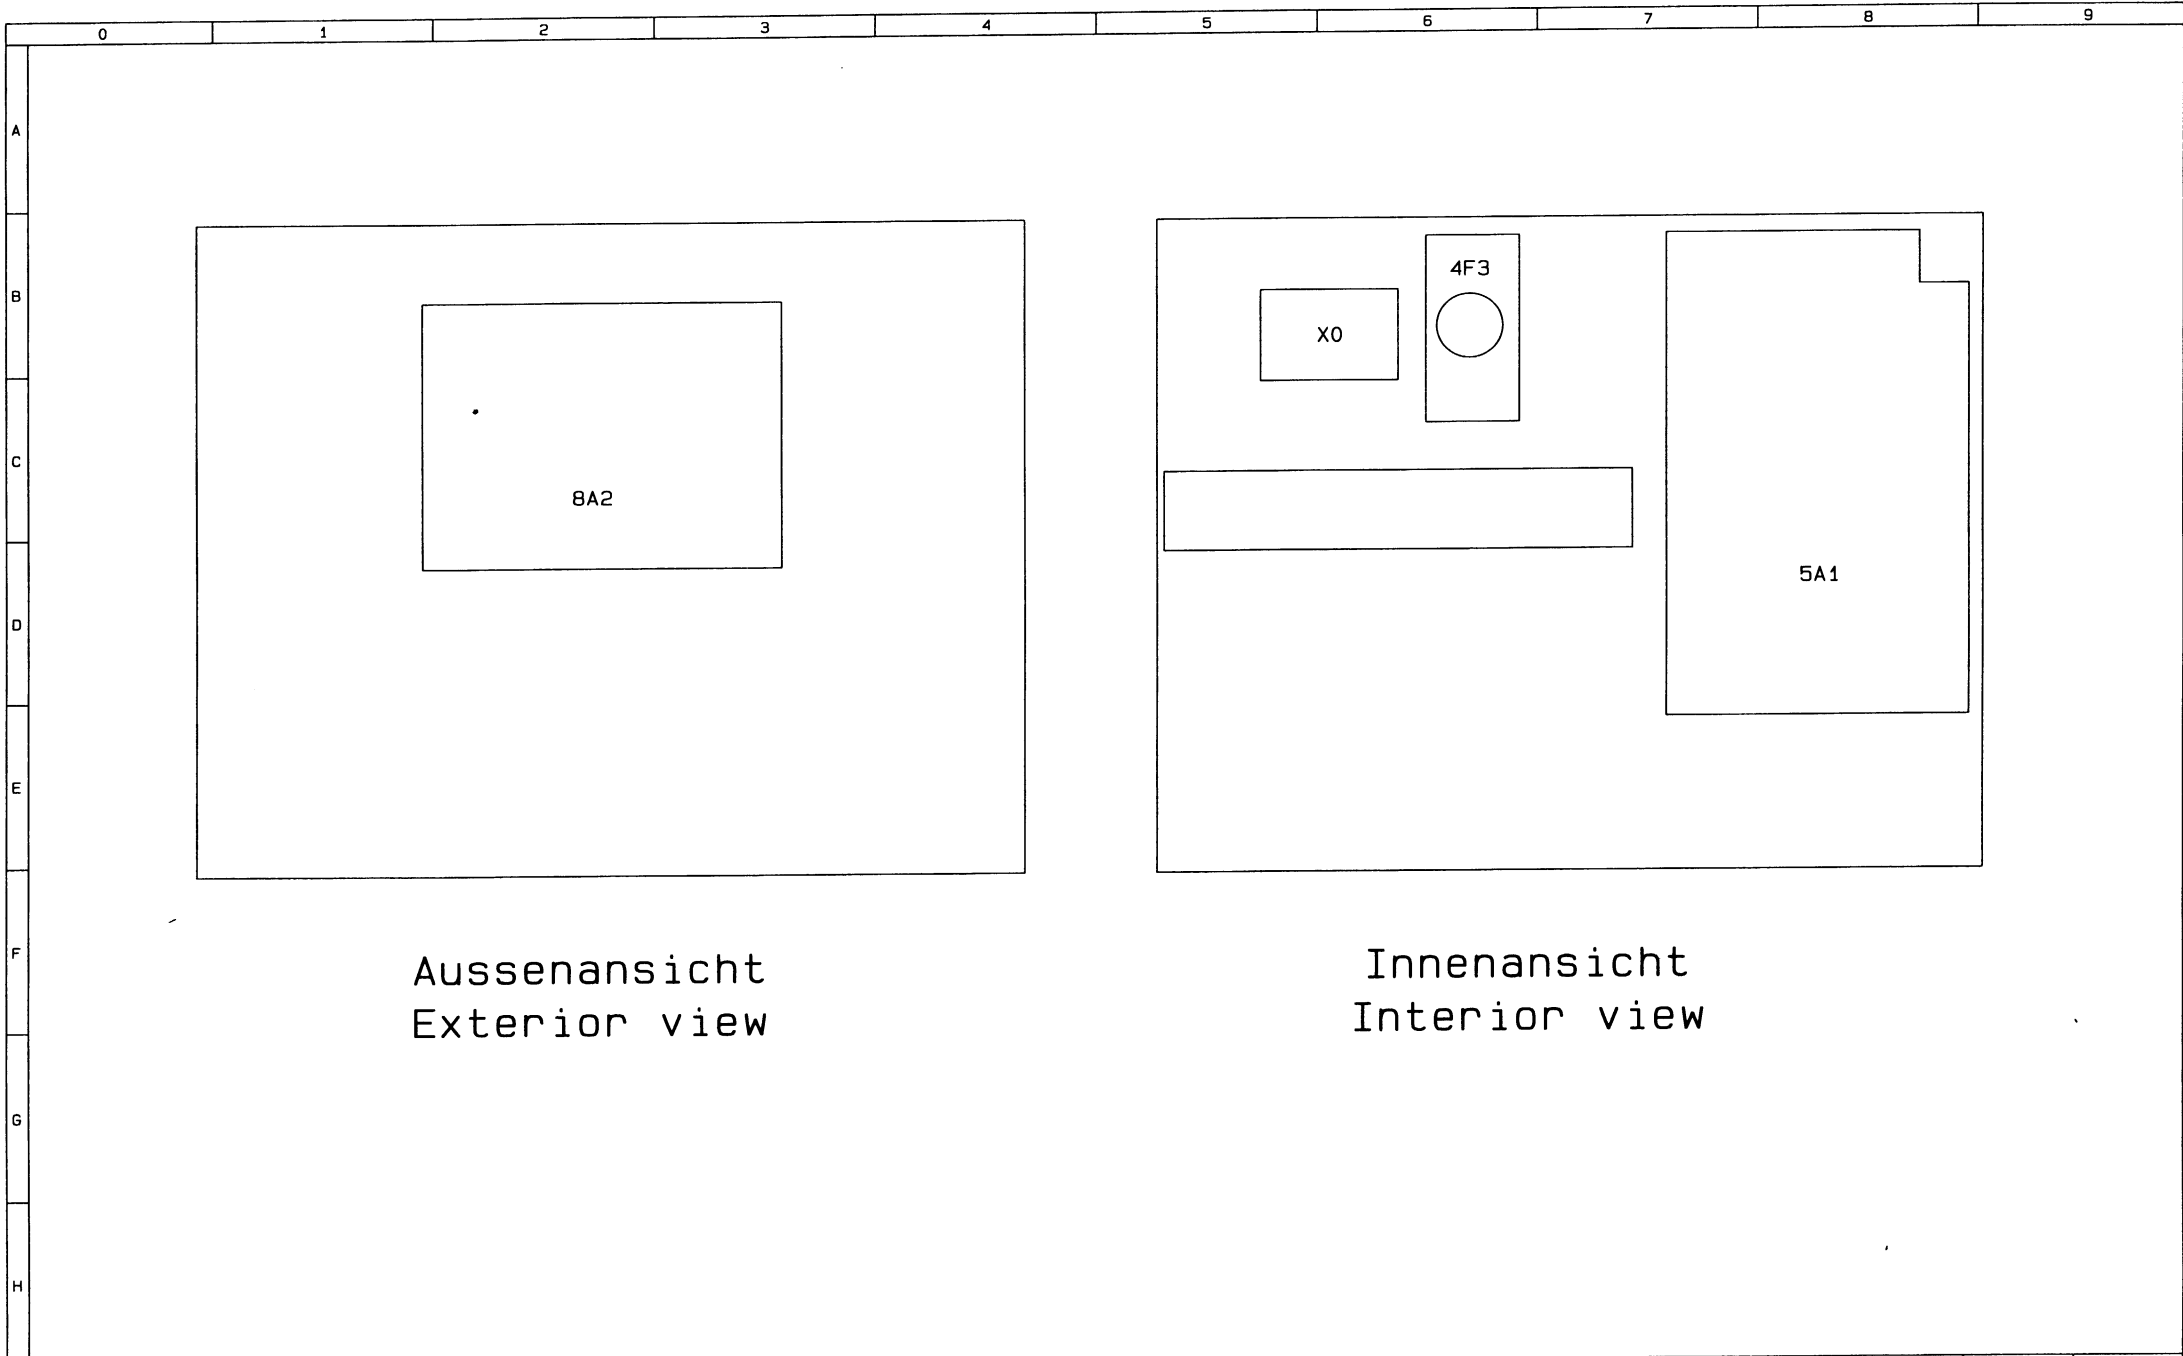 0 1 2 3 4 5 6 7 8 9
A
B
4F3
X0
C
8A2
5A1
D
E
F
Aussenansicht
Exterior view
Innenansicht
Interior view
G
H